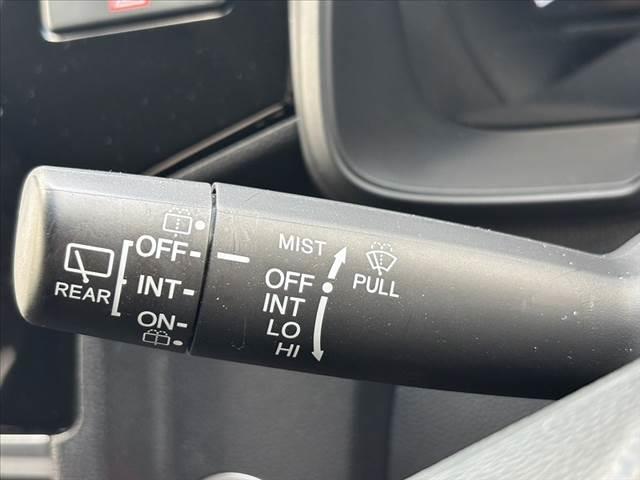 OFF
INT
ON
REAR
MIST
OFF
INT
LO
HI
PULL